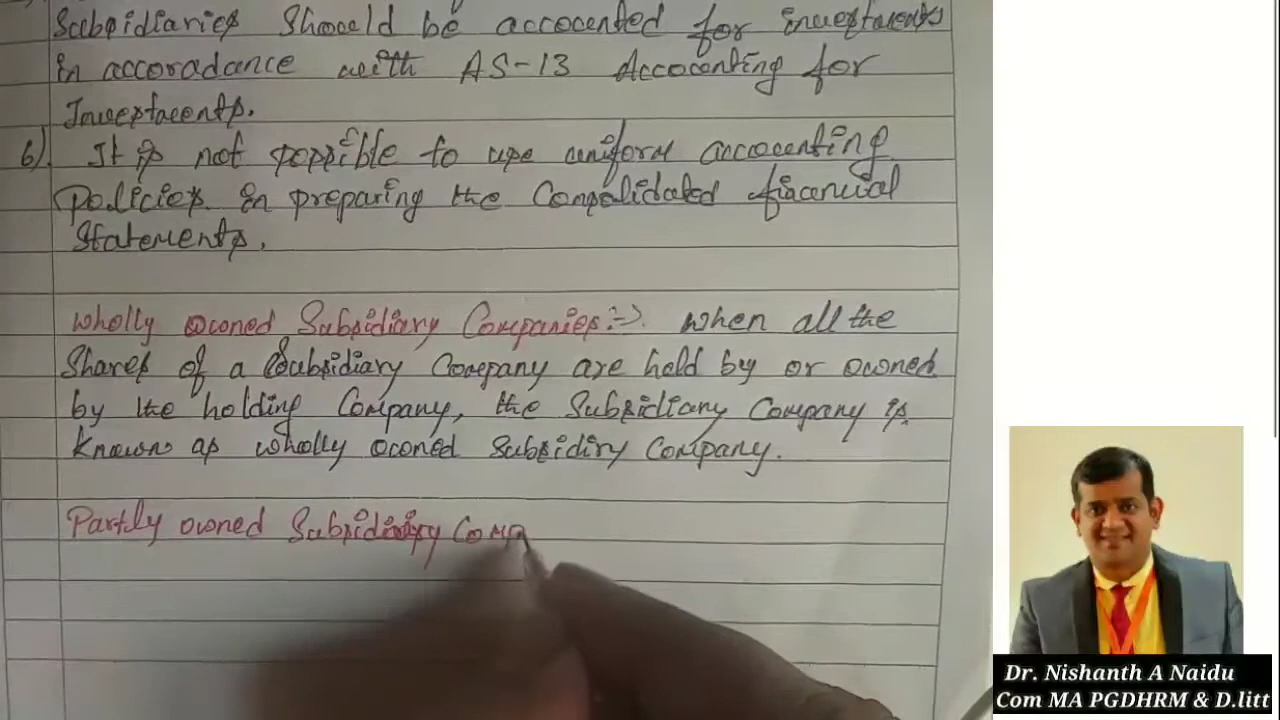 Subsidiaries should be accounted for investments
in accoradance with AS-13 Accounting for
Investments.
6) It is not possible to use uniform accounting
Policies in preparing the Consolidated financial
Statements.
Wholly owned Subsidiary Companies:-> when all the
Shares of a Subsidiary Company are held by or owned
by the holding Company, the Subsidiary Company is
known as wholly owned Subsidiry Company.
Partly owned Subsidiary Comp
Dr. Nishanth A Naidu
Com MA PGDHRM & D.litt